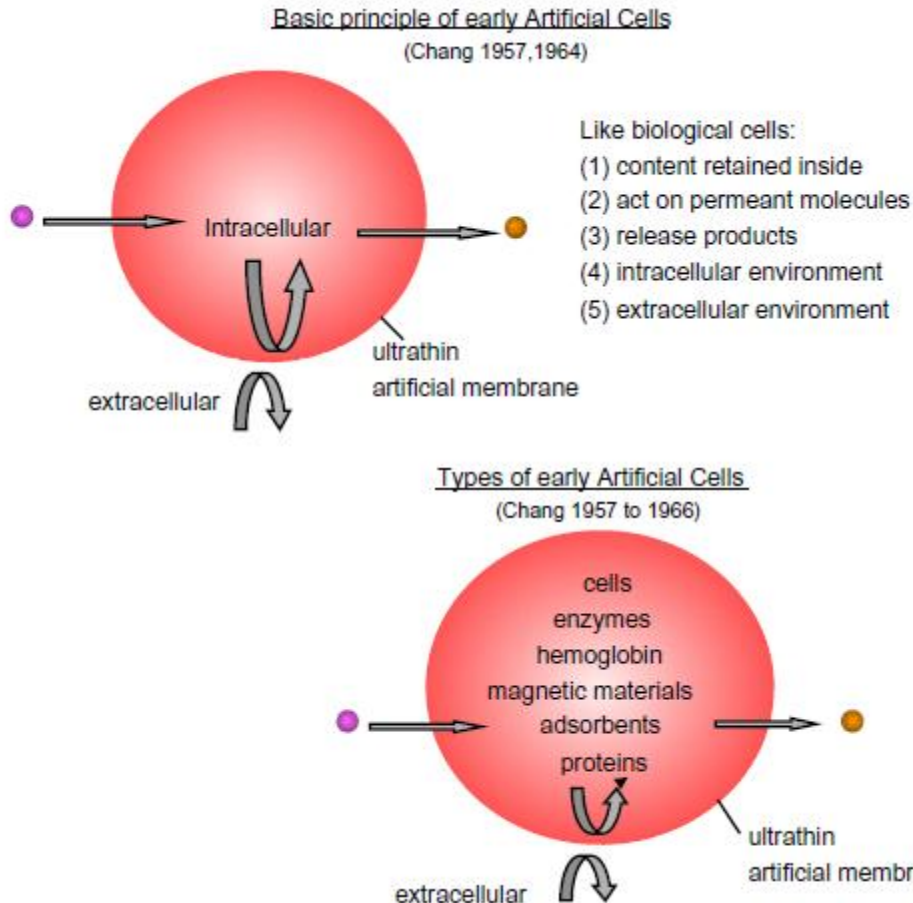 Basic principle of early Artificial Cells
(Chang 1957,1964)
Like biological cells:
(1) content retained inside
(2) act on permeant molecules
(3) release products
(4) intracellular environment
(5) extracellular environment
Intracellular
ultrathin
artificial membrane
extracellular
Types of early Artificial Cells
(Chang 1957 to 1966)
cells
enzymes
hemoglobin
magnetic materials
adsorbents
proteins
ultrathin
artificial membr
extracellular